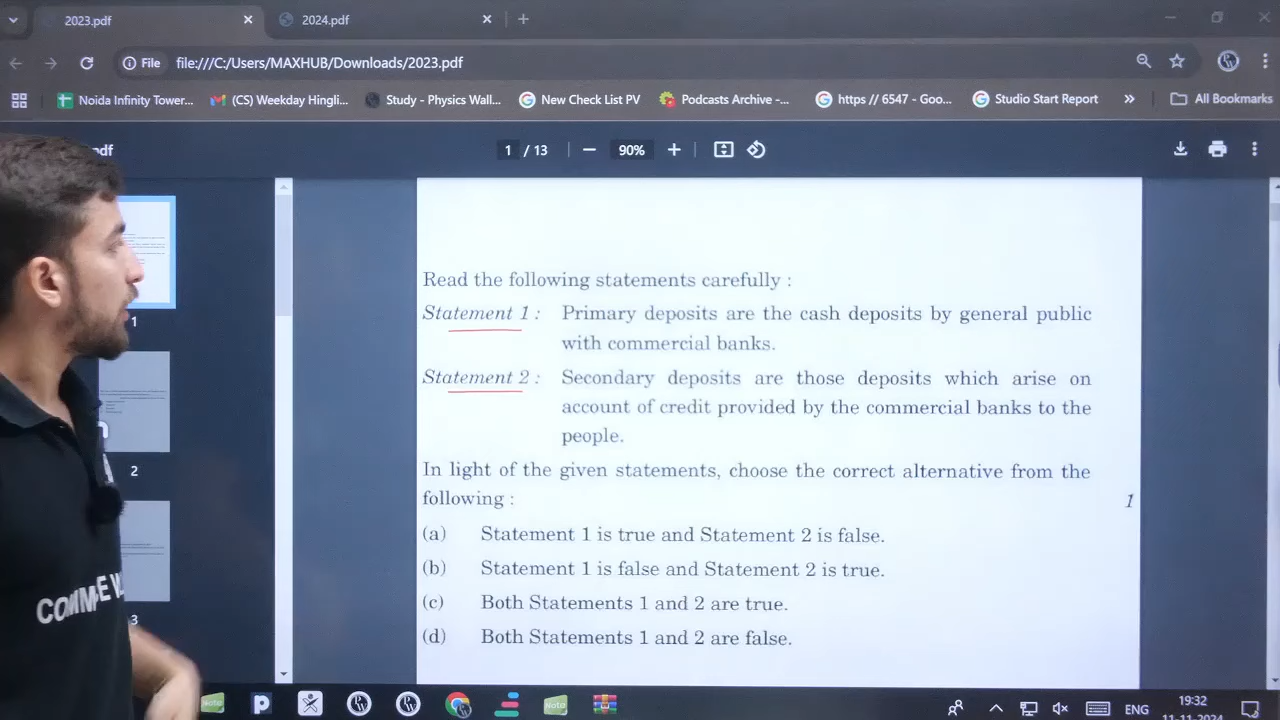 2023.pdf
2024.pdf
File file:///C:/Users/MAXHUB/Downloads/2023.pdf
Noida Infinity Tower... (CS) Weekday Hingli... Study - Physics Wall... New Check List PV Podcasts Archive -... https // 6547 - Goo... Studio Start Report » All Bookmarks
pdf 1 / 13 90%
Read the following statements carefully :
Statement 1 : Primary deposits are the cash deposits by general public
with commercial banks.
Statement 2 : Secondary deposits are those deposits which arise on
account of credit provided by the commercial banks to the
people.
In light of the given statements, choose the correct alternative from the
following : 1
(a) Statement 1 is true and Statement 2 is false.
(b) Statement 1 is false and Statement 2 is true.
(c) Both Statements 1 and 2 are true.
(d) Both Statements 1 and 2 are false.
1
2
3
ENG 19:32
11-11-2024